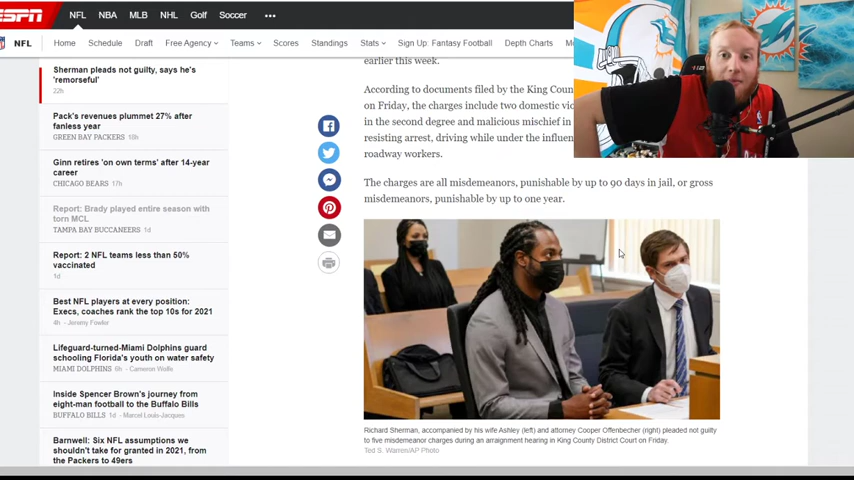 ESPN
NFL
NBA
MLB
NHL
Golf
Soccer
•••
NFL
Home
Schedule
Draft
Free Agency
Teams
Scores
Standings
Stats
Sign Up: Fantasy Football
Depth Charts
Sherman pleads not guilty, says he's
'remorseful'
22h
Pack's revenues plummet 27% after
fanless year
GREEN BAY PACKERS 18h
Ginn retires 'on own terms' after 14-year
career
CHICAGO BEARS 17h
Report: Brady played entire season with
torn MCL
TAMPA BAY BUCCANEERS 1d
Report: 2 NFL teams less than 50%
vaccinated
1d
Best NFL players at every position:
Execs, coaches rank the top 10s for 2021
4h - Jeremy Fowler
Lifeguard-turned-Miami Dolphins guard
schooling Florida's youth on water safety
MIAMI DOLPHINS 6h - Cameron Wolfe
Inside Spencer Brown's journey from
eight-man football to the Buffalo Bills
BUFFALO BILLS 1d - Marcel Louis-Jacques
Barnwell: Six NFL assumptions we
shouldn't take for granted in 2021, from
the Packers to 49ers
earlier this week.
According to documents filed by the King Coun
on Friday, the charges include two domestic vio
in the second degree and malicious mischief in
resisting arrest, driving while under the influen
roadway workers.
The charges are all misdemeanors, punishable by up to 90 days in jail, or gross
misdemeanors, punishable by up to one year.
Richard Sherman, accompanied by his wife Ashley (left) and attorney Cooper Offenbecher (right) pleaded not guilty
to five misdemeanor charges during an arraignment hearing in King County District Court on Friday.
Ted S. Warren/AP Photo